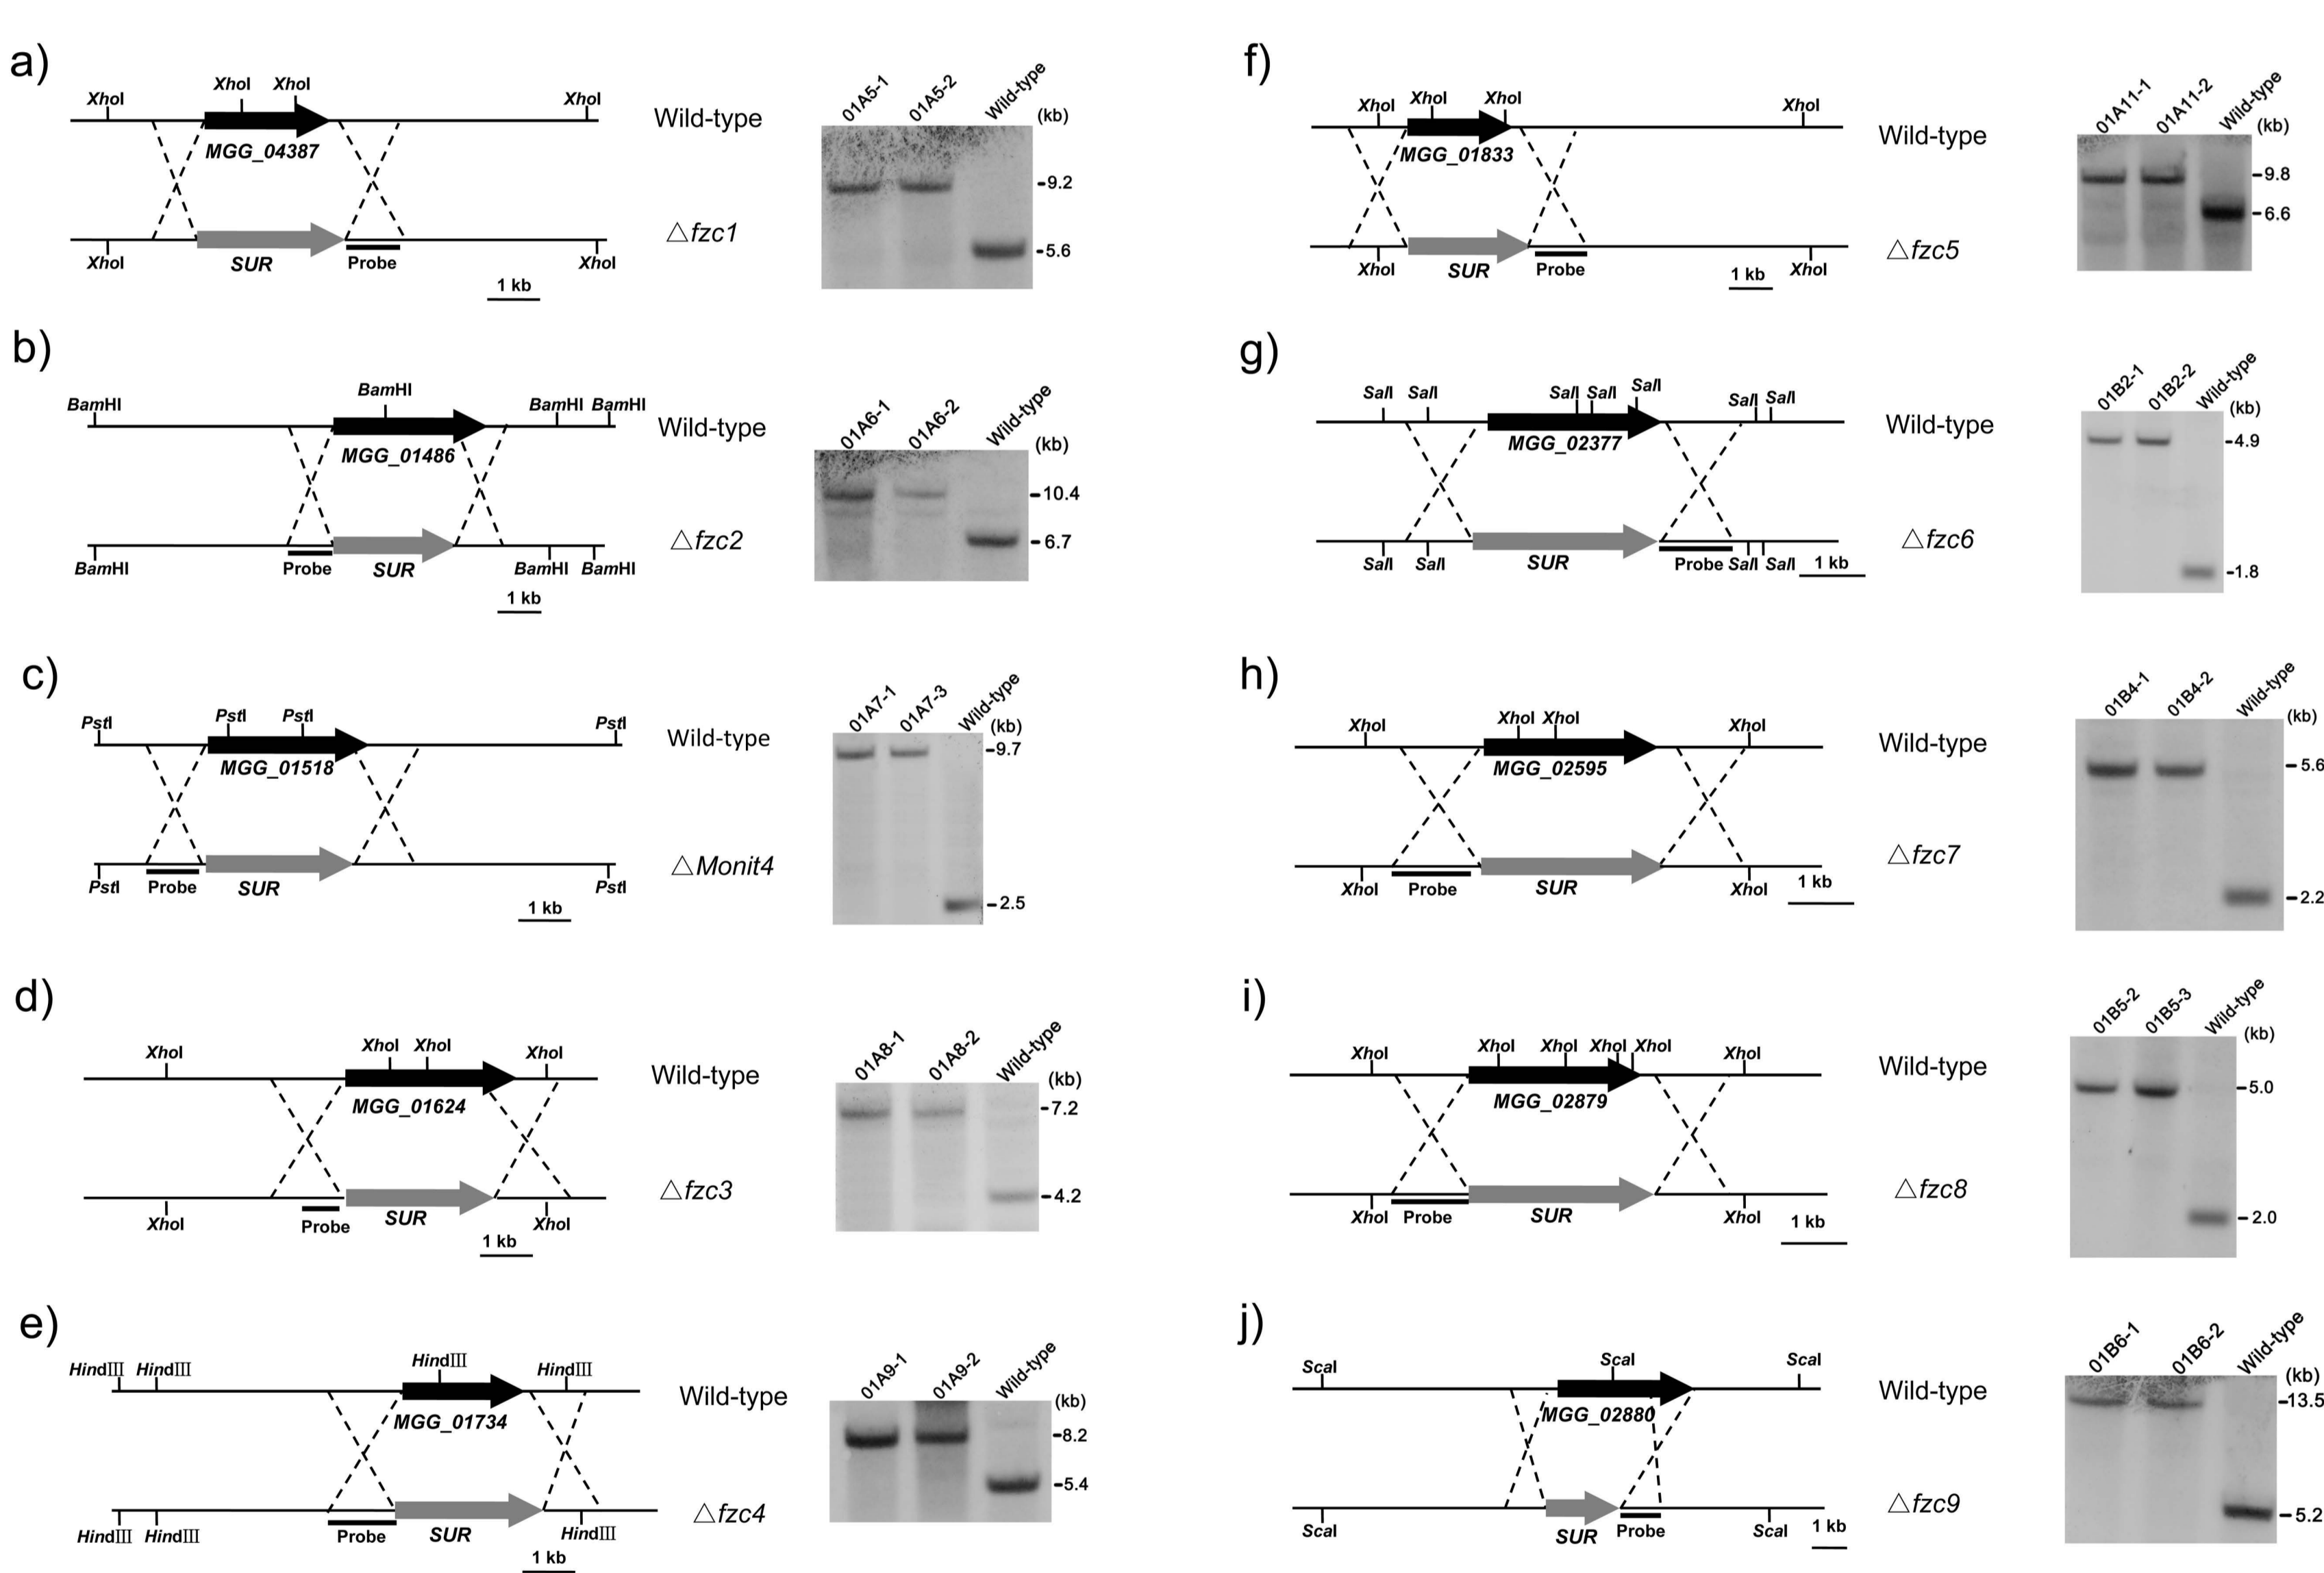 a)
XhoI XhoI XhoI XhoI
MGG_04387
Wild-type
XhoI SUR Probe XhoI
△fzc1
1 kb
01A5-1 01A5-2 Wild-type
(kb)
-9.2
-5.6
b)
BamHI BamHI BamHI BamHI
MGG_01486
Wild-type
BamHI Probe SUR BamHI BamHI
△fzc2
1 kb
01A6-1 01A6-2 Wild-type
(kb)
-10.4
-6.7
c)
PstI PstI PstI PstI
MGG_01518
Wild-type
PstI Probe SUR PstI
△Monit4
1 kb
01A7-1 01A7-3 Wild-type
(kb)
-9.7
-2.5
d)
XhoI XhoI XhoI XhoI
MGG_01624
Wild-type
XhoI Probe SUR XhoI
△fzc3
1 kb
01A8-1 01A8-2 Wild-type
(kb)
-7.2
-4.2
e)
HindIII HindIII HindIII HindIII
MGG_01734
Wild-type
HindIII HindIII Probe SUR HindIII
△fzc4
1 kb
01A9-1 01A9-2 Wild-type
(kb)
-8.2
-5.4
f)
XhoI XhoI XhoI XhoI
MGG_01833
Wild-type
XhoI SUR Probe XhoI
△fzc5
1 kb
01A11-1 01A11-2 Wild-type
(kb)
-9.8
-6.6
g)
SalI SalI SalI SalI SalI SalI SalI
MGG_02377
Wild-type
SalI SalI SUR Probe SalI SalI
△fzc6
1 kb
01B2-1 01B2-2 Wild-type
(kb)
-4.9
-1.8
h)
XhoI XhoI XhoI XhoI
MGG_02595
Wild-type
XhoI Probe SUR XhoI
△fzc7
1 kb
01B4-1 01B4-2 Wild-type
(kb)
-5.6
-2.2
i)
XhoI XhoI XhoI XhoI XhoI XhoI
MGG_02879
Wild-type
XhoI Probe SUR XhoI
△fzc8
1 kb
01B5-2 01B5-3 Wild-type
(kb)
-5.0
-2.0
j)
ScaI ScaI ScaI
MGG_02880
Wild-type
ScaI SUR Probe ScaI
△fzc9
1 kb
01B6-1 01B6-2 Wild-type
(kb)
-13.5
-5.2